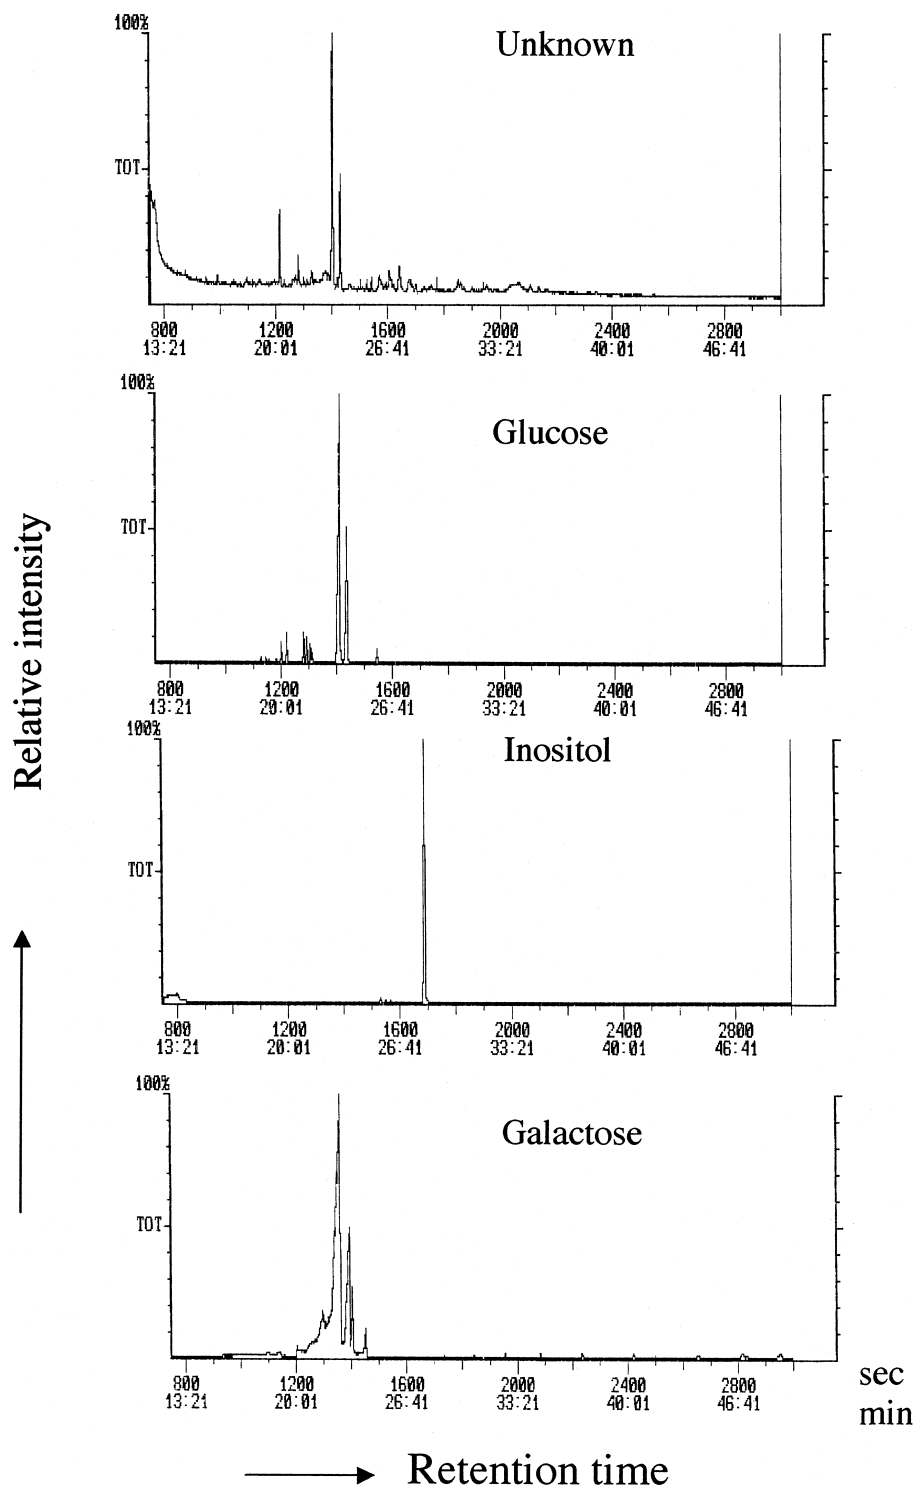 100%
Unknown
TOT
800 1200 1600 2000 2400 2800
13:21 20:01 26:41 33:21 40:01 46:41
100%
Glucose
TOT
800 1200 1600 2000 2400 2800
13:21 20:01 26:41 33:21 40:01 46:41
Relative intensity
100%
Inositol
TOT
800 1200 1600 2000 2400 2800
13:21 20:01 26:41 33:21 40:01 46:41
100%
Galactose
TOT
800 1200 1600 2000 2400 2800
13:21 20:01 26:41 33:21 40:01 46:41
sec
min
Retention time